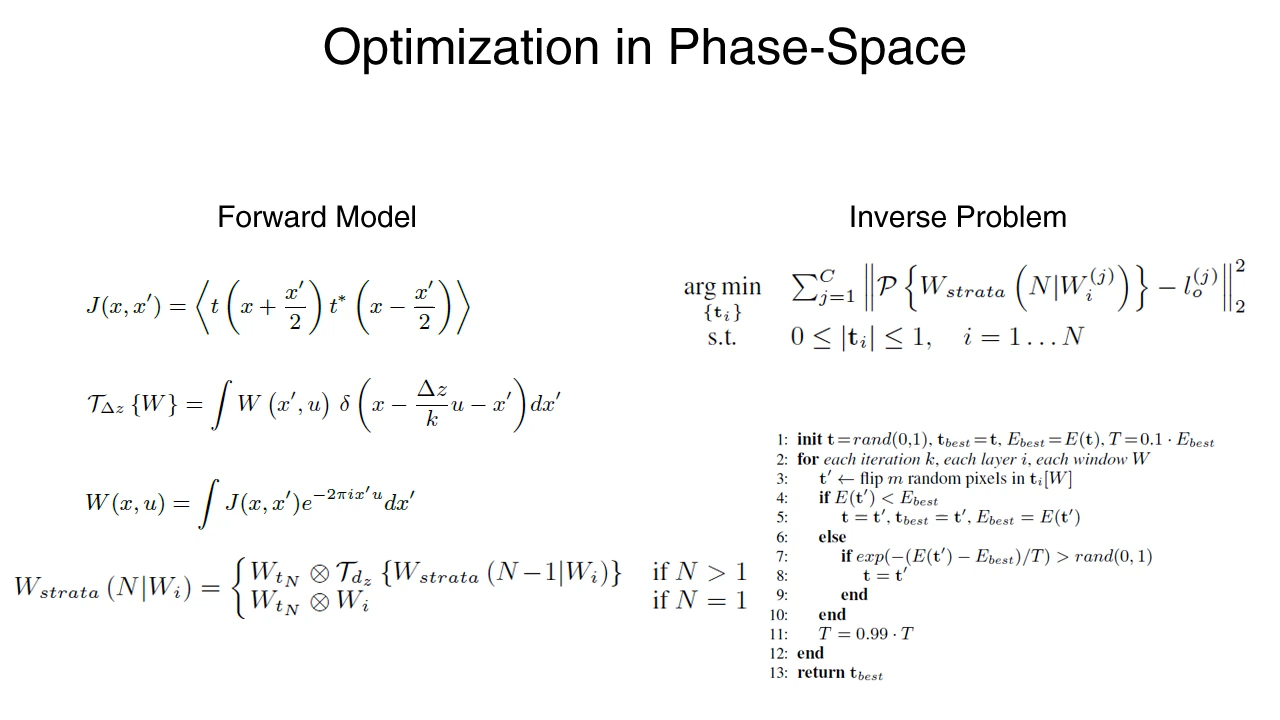 Optimization in Phase-Space
Forward Model
J(x, x′) = ⟨ t ( x + x′/2 ) t* ( x − x′/2 ) ⟩
𝒯_Δz {W} = ∫ W (x′, u) δ ( x − Δz/k u − x′ ) dx′
W(x, u) = ∫ J(x, x′)e^{−2πix′u}dx′
W_strata (N|W_i) = { W_{t_N} ⊗ 𝒯_{d_z} {W_strata (N−1|W_i)} if N > 1
W_{t_N} ⊗ W_i if N = 1
Inverse Problem
arg min_{{t_i}} ∑_{j=1}^{C} ‖ 𝒫 { W_strata ( N|W_i^{(j)} ) } − l_o^{(j)} ‖_2^2
s.t. 0 ≤ |t_i| ≤ 1, i = 1 … N
1: init t = rand(0,1), t_best = t, E_best = E(t), T = 0.1 · E_best
2: for each iteration k, each layer i, each window W
3: t′ ← flip m random pixels in t_i[W]
4: if E(t′) < E_best
5: t = t′, t_best = t′, E_best = E(t′)
6: else
7: if exp(−(E(t′) − E_best)/T) > rand(0, 1)
8: t = t′
9: end
10: end
11: T = 0.99 · T
12: end
13: return t_best